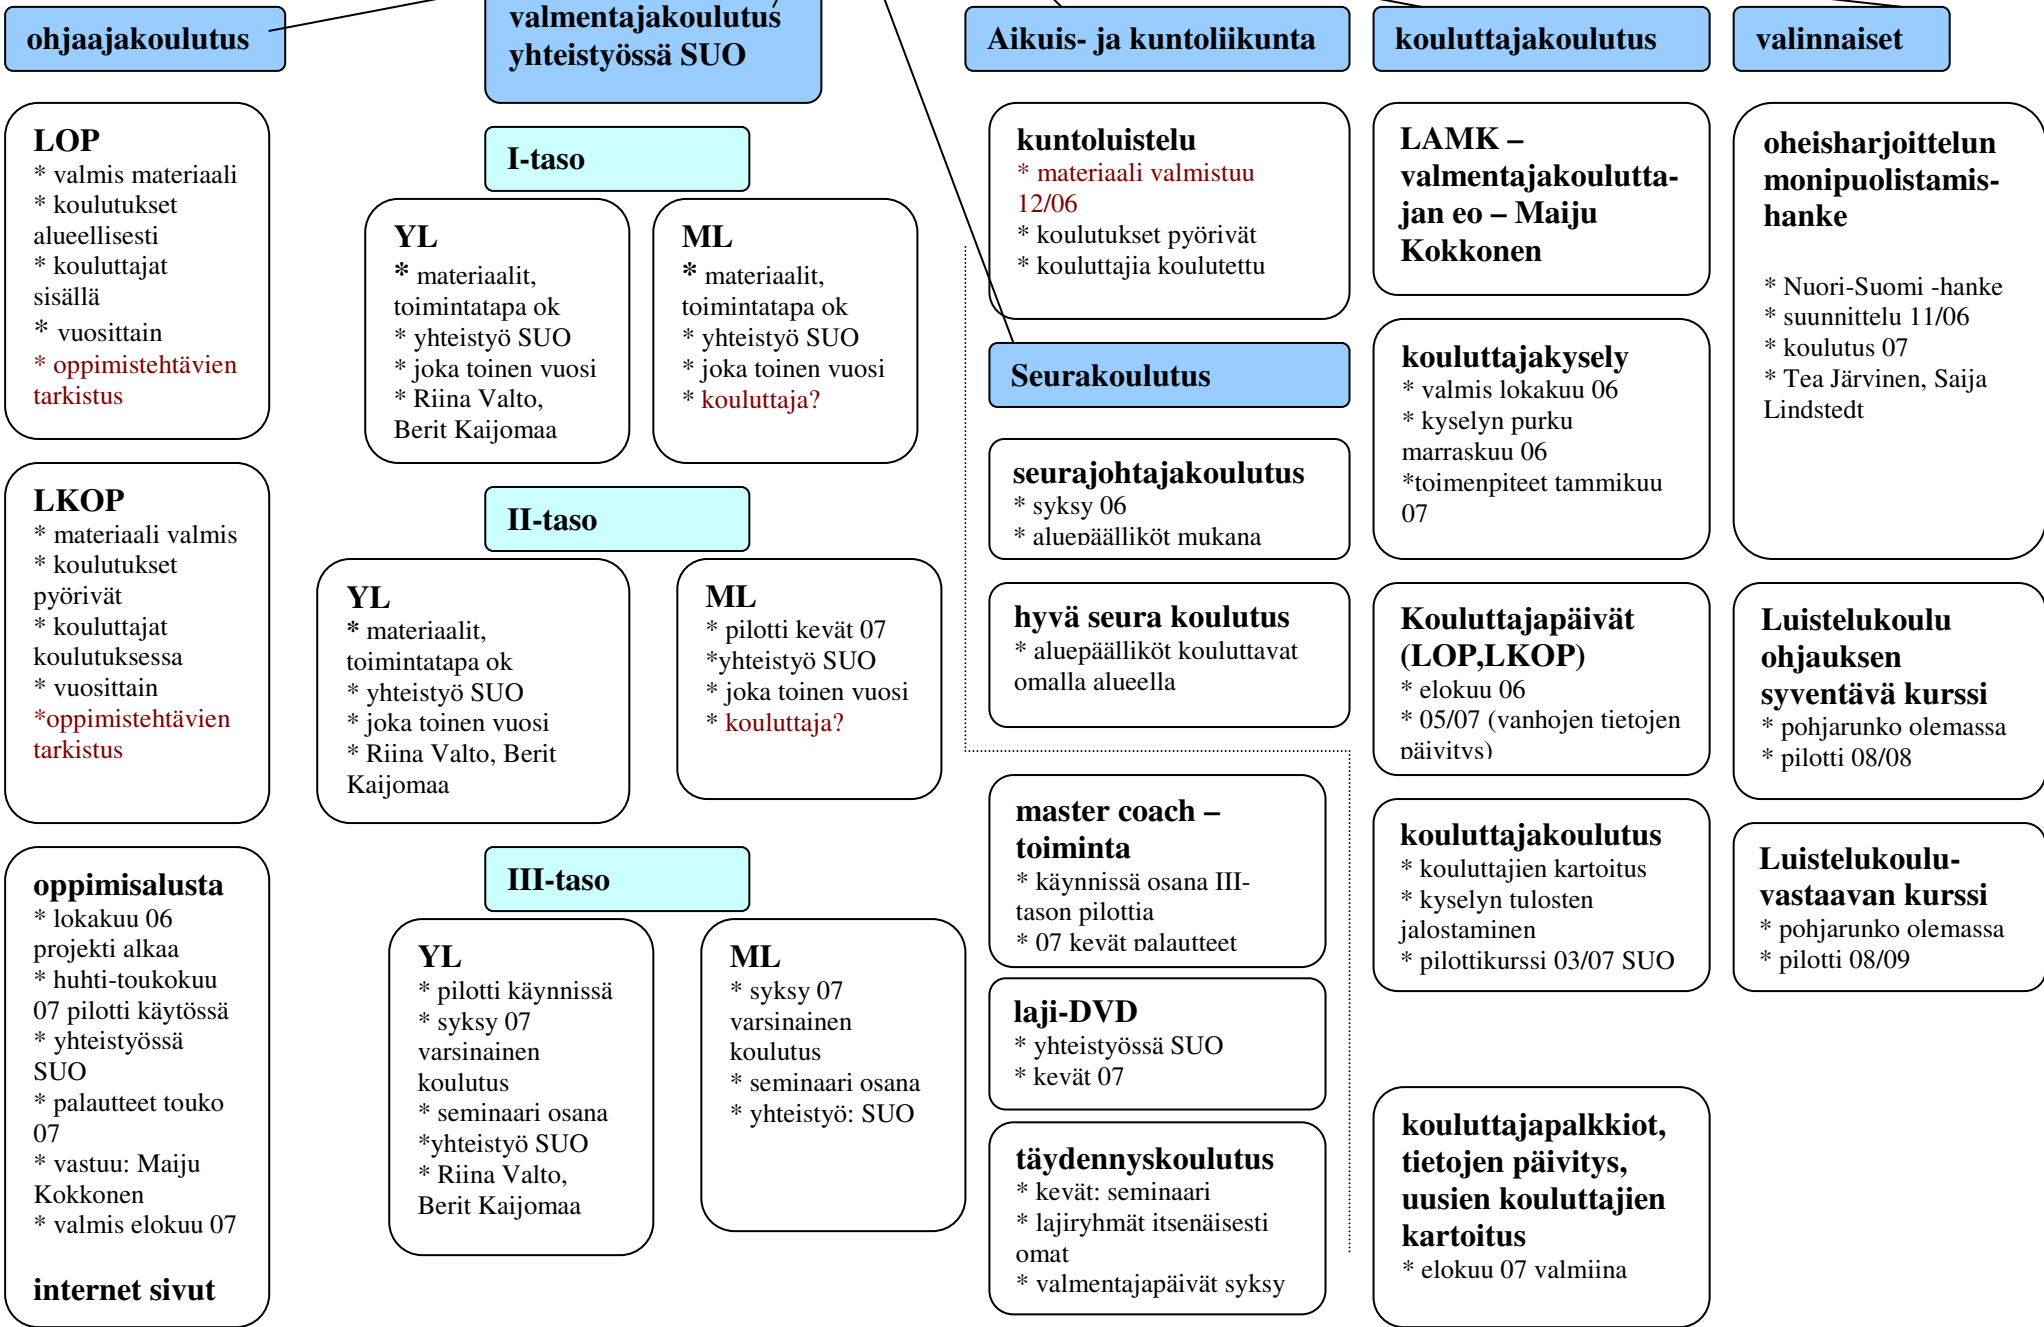 ohjaajakoulutus
valmentajakoulutus
yhteistyössä SUO
Aikuis- ja kuntoliikunta
kouluttajakoulutus
valinnaiset
LOP
* valmis materiaali
* koulutukset
alueellisesti
* kouluttajat
sisällä
* vuosittain
* oppimistehtävien
tarkistus
LKOP
* materiaali valmis
* koulutukset
pyörivät
* kouluttajat
koulutuksessa
* vuosittain
*oppimistehtävien
tarkistus
oppimisalusta
* lokakuu 06
projekti alkaa
* huhti-toukokuu
07 pilotti käytössä
* yhteistyössä
SUO
* palautteet touko
07
* vastuu: Maiju
Kokkonen
* valmis elokuu 07
internet sivut
I-taso
YL
* materiaalit,
toimintatapa ok
* yhteistyö SUO
* joka toinen vuosi
* Riina Valto,
Berit Kaijomaa
ML
* materiaalit,
toimintatapa ok
* yhteistyö SUO
* joka toinen vuosi
* kouluttaja?
II-taso
YL
* materiaalit,
toimintatapa ok
* yhteistyö SUO
* joka toinen vuosi
* Riina Valto, Berit
Kaijomaa
ML
* pilotti kevät 07
*yhteistyö SUO
* joka toinen vuosi
* kouluttaja?
III-taso
YL
* pilotti käynnissä
* syksy 07
varsinainen
koulutus
* seminaari osana
*yhteistyö SUO
* Riina Valto,
Berit Kaijomaa
ML
* syksy 07
varsinainen
koulutus
* seminaari osana
* yhteistyö: SUO
kuntoluistelu
* materiaali valmistuu
12/06
* koulutukset pyörivät
* kouluttajia koulutettu
Seurakoulutus
seurajohtajakoulutus
* syksy 06
* aluepäälliköt mukana
hyvä seura koulutus
* aluepäälliköt kouluttavat
omalla alueella
master coach –
toiminta
* käynnissä osana III-
tason pilottia
* 07 kevät palautteet
laji-DVD
* yhteistyössä SUO
* kevät 07
täydennyskoulutus
* kevät: seminaari
* lajiryhmät itsenäisesti
omat
* valmentajapäivät syksy
LAMK –
valmentajakoulutta-
jan eo – Maiju
Kokkonen
kouluttajakysely
* valmis lokakuu 06
* kyselyn purku
marraskuu 06
*toimenpiteet tammikuu
07
Kouluttajapäivät
(LOP,LKOP)
* elokuu 06
* 05/07 (vanhojen tietojen
päivitys)
kouluttajakoulutus
* kouluttajien kartoitus
* kyselyn tulosten
jalostaminen
* pilottikurssi 03/07 SUO
kouluttajapalkkiot,
tietojen päivitys,
uusien kouluttajien
kartoitus
* elokuu 07 valmiina
oheisharjoittelun
monipuolistamis-
hanke
* Nuori-Suomi -hanke
* suunnittelu 11/06
* koulutus 07
* Tea Järvinen, Saija
Lindstedt
Luistelukoulu
ohjauksen
syventävä kurssi
* pohjarunko olemassa
* pilotti 08/08
Luistelukoulu-
vastaavan kurssi
* pohjarunko olemassa
* pilotti 08/09